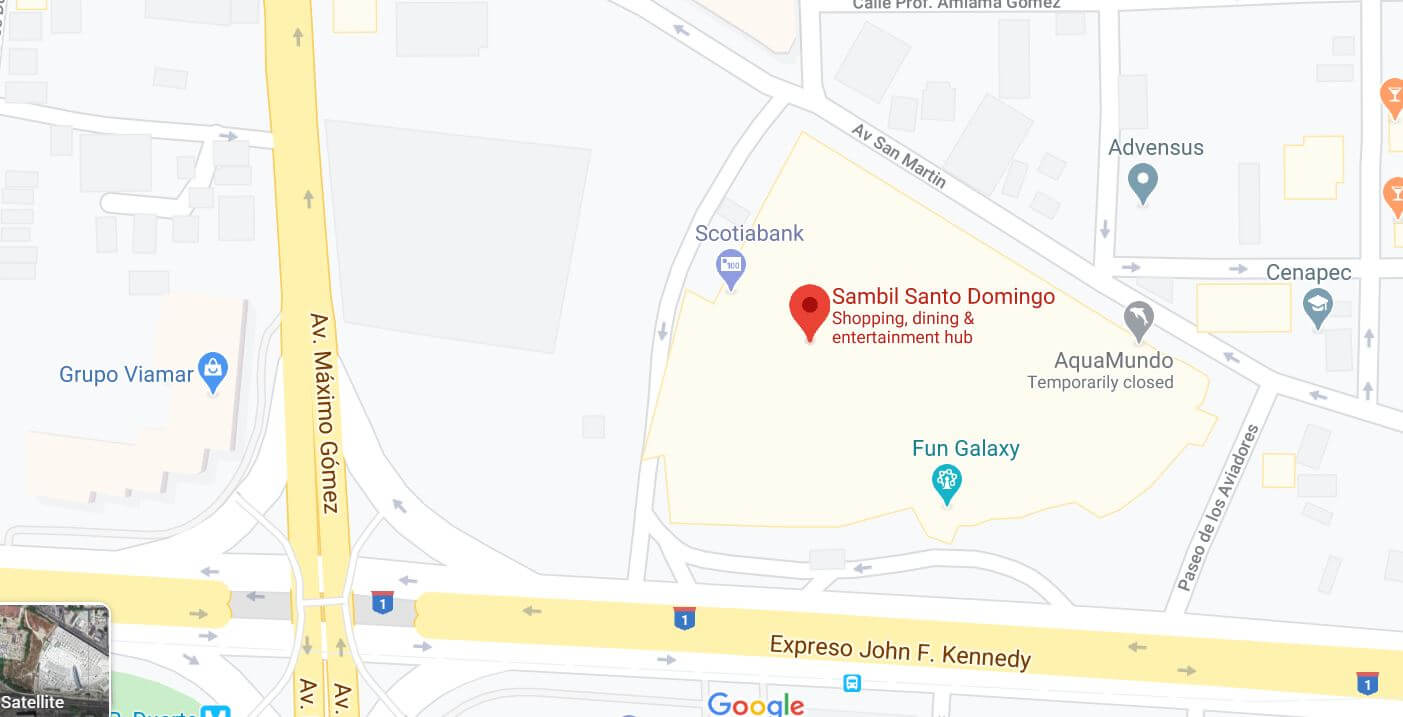 Calle Prof. Amiama Gómez
Av San Martin
Advensus
Scotiabank
100
Cenapec
Sambil Santo Domingo
Shopping, dining &
entertainment hub
AquaMundo
Temporarily closed
Grupo Viamar
Av. Máximo Gómez
Fun Galaxy
Paseo de los Aviadores
1
1
Expreso John F. Kennedy
1
Satellite
Av.
Av.
Google